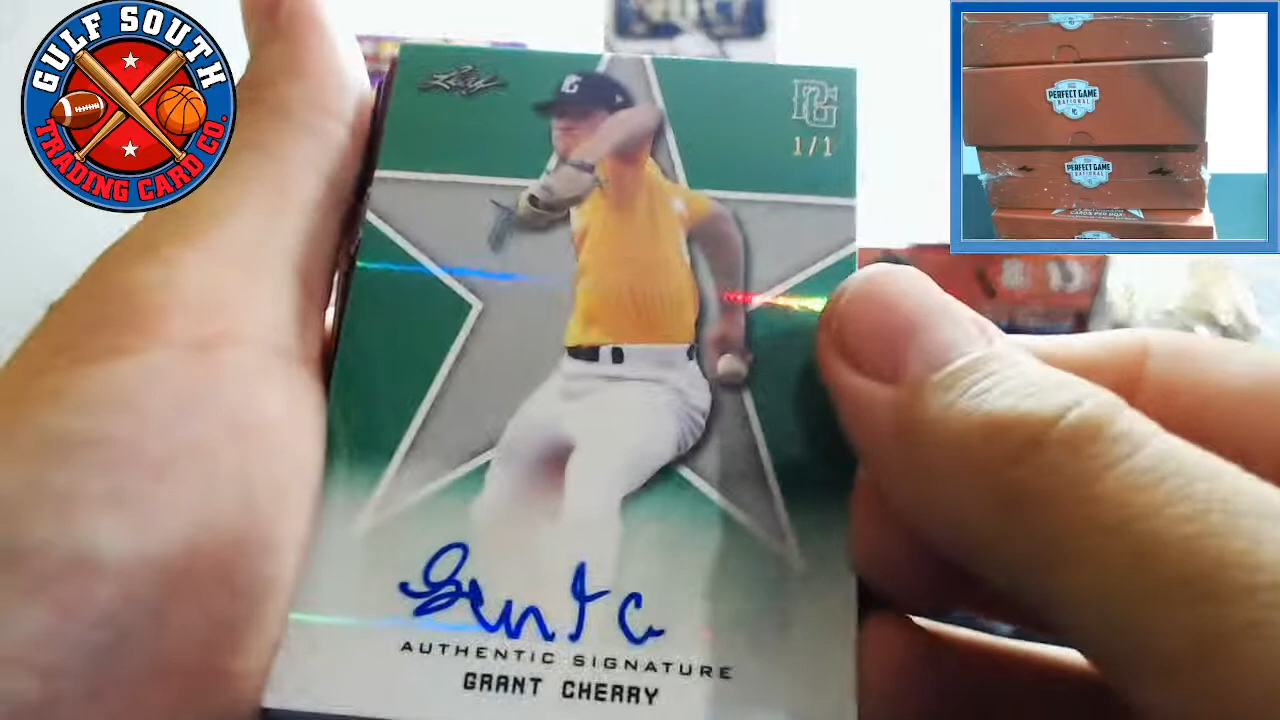 GULF SOUTH
TRADING CARD CO.
Leaf
PG
1/1
AUTHENTIC SIGNATURE
GRANT CHERRY
PERFECT GAME
NATIONAL
PERFECT GAME
NATIONAL
CARDS PER BOX